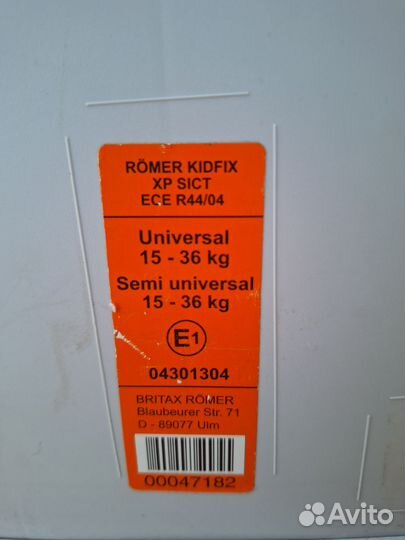 RÖMER KIDFIX
XP SICT
ECE R44/04
Universal
15 - 36 kg
Semi universal
15 - 36 kg
E1
04301304
BRITAX RÖMER
Blaubeurer Str. 71
D - 89077 Ulm
00047182
Avito